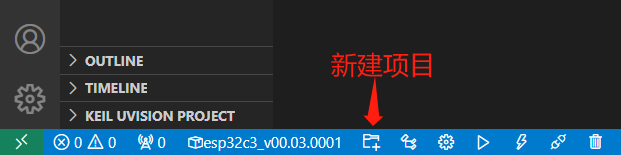 OUTLINE
TIMELINE
新建项目
KEIL UVISION PROJECT
0 0 0 esp32c3_v00.03.0001